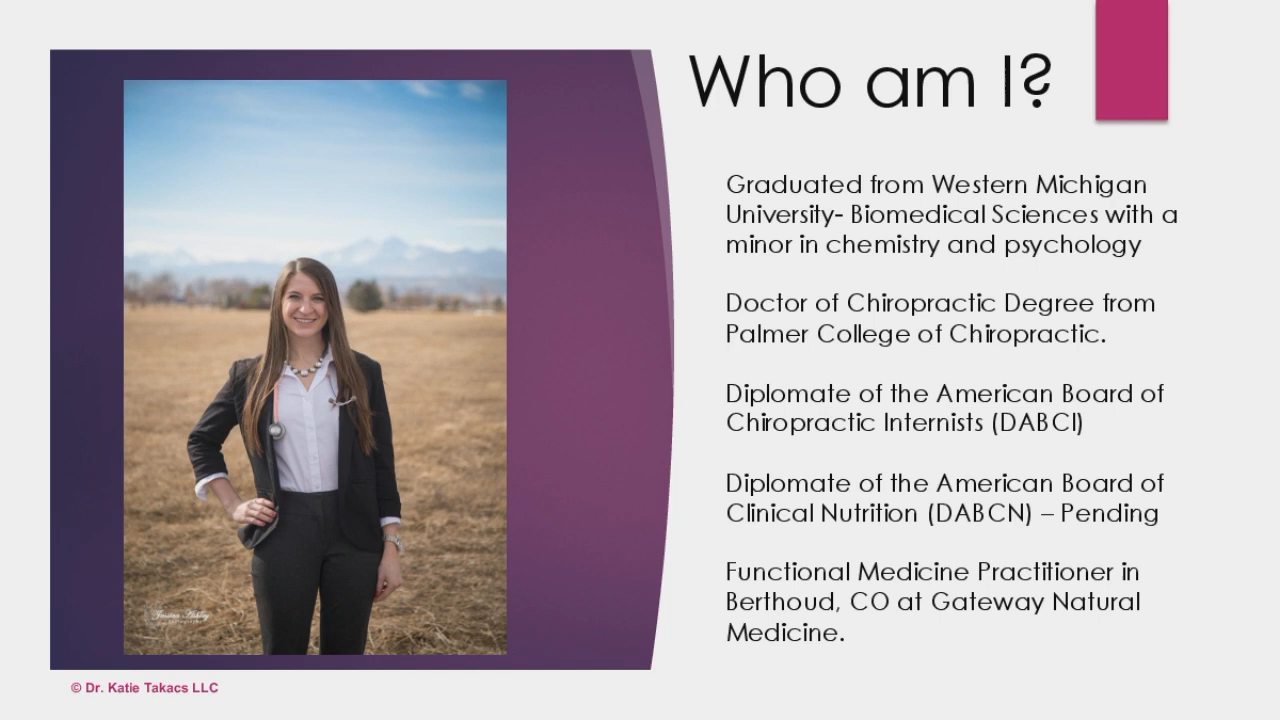 Who am I?
Graduated from Western Michigan
University- Biomedical Sciences with a
minor in chemistry and psychology
Doctor of Chiropractic Degree from
Palmer College of Chiropractic.
Diplomate of the American Board of
Chiropractic Internists (DABCI)
Diplomate of the American Board of
Clinical Nutrition (DABCN) – Pending
Functional Medicine Practitioner in
Berthoud, CO at Gateway Natural
Medicine.
© Dr. Katie Takacs LLC